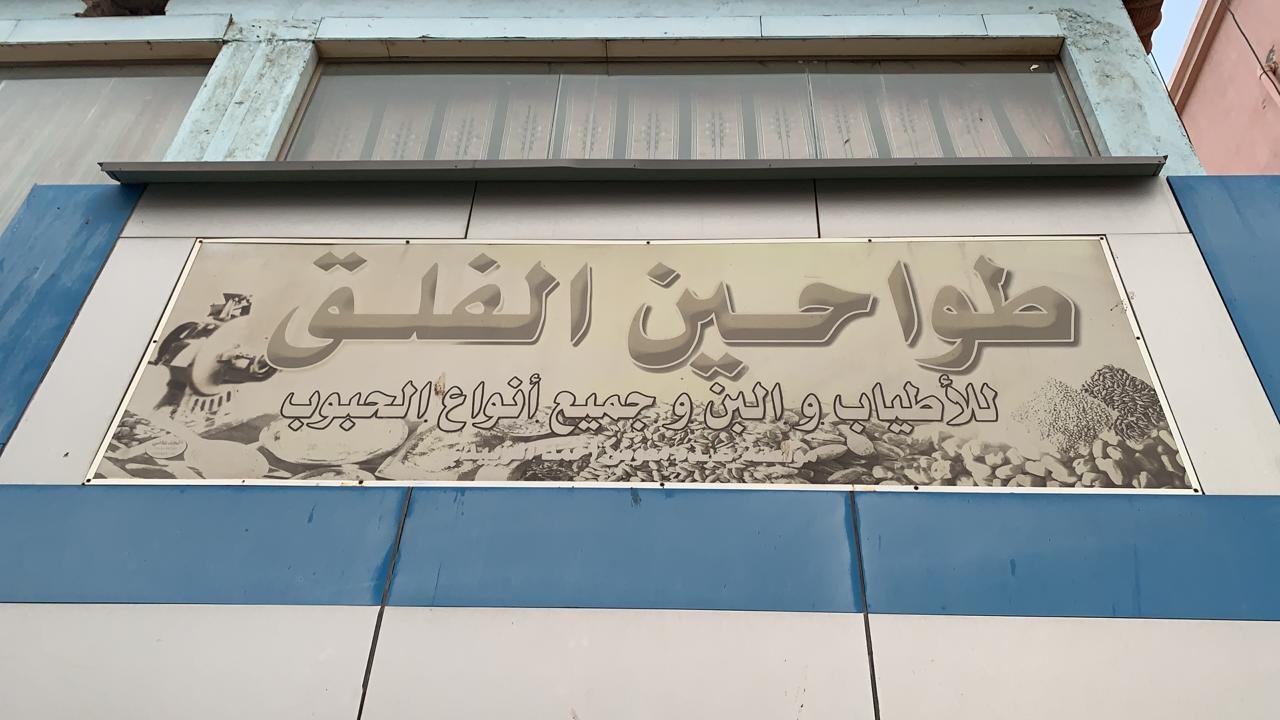 طواحين الفلق
للأطياب و البن و جميع أنواع الحبوب